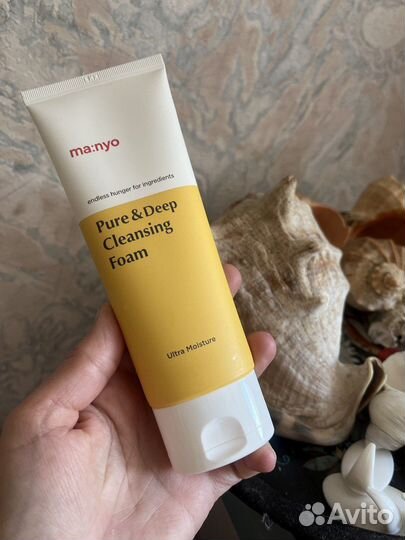 ma:nyo
endless hunger for ingredients
Pure & Deep
Cleansing
Foam
Ultra Moisture
Avito